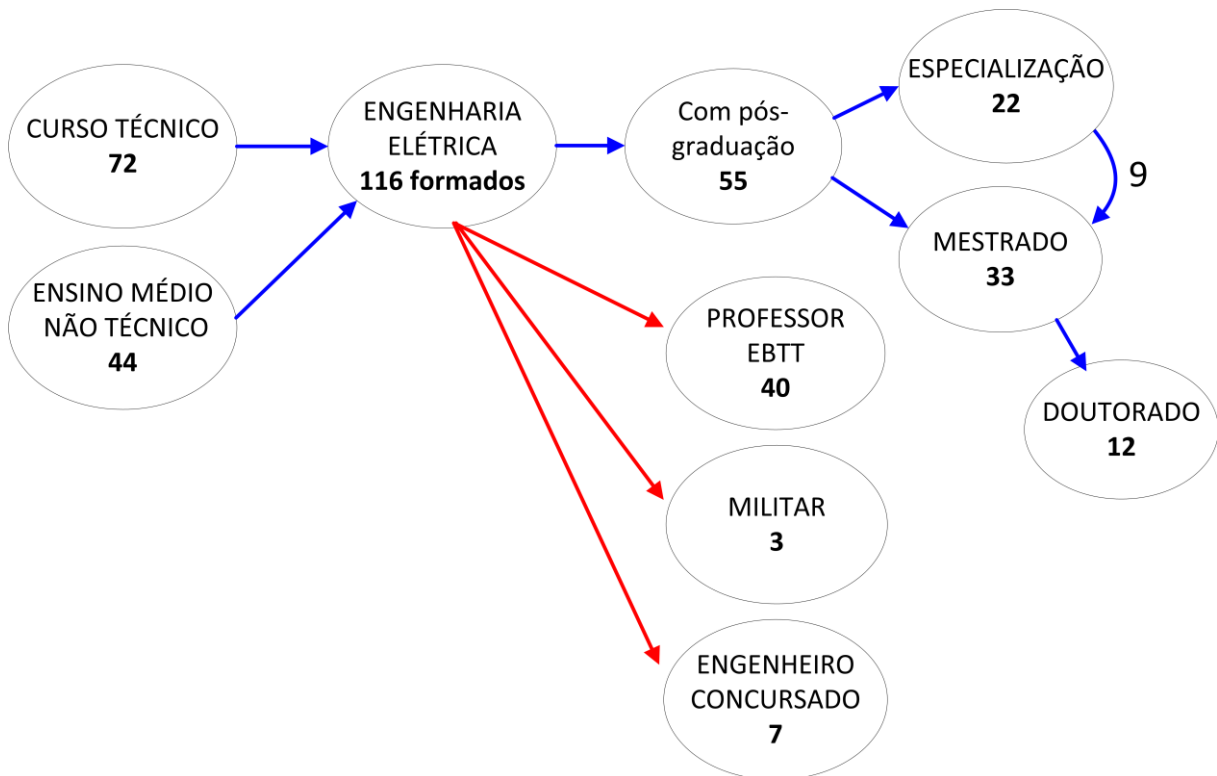 CURSO TÉCNICO
72
ENSINO MÉDIO
NÃO TÉCNICO
44
ENGENHARIA
ELÉTRICA
116 formados
Com pós-
graduação
55
ESPECIALIZAÇÃO
22
9
MESTRADO
33
DOUTORADO
12
PROFESSOR
EBTT
40
MILITAR
3
ENGENHEIRO
CONCURSADO
7